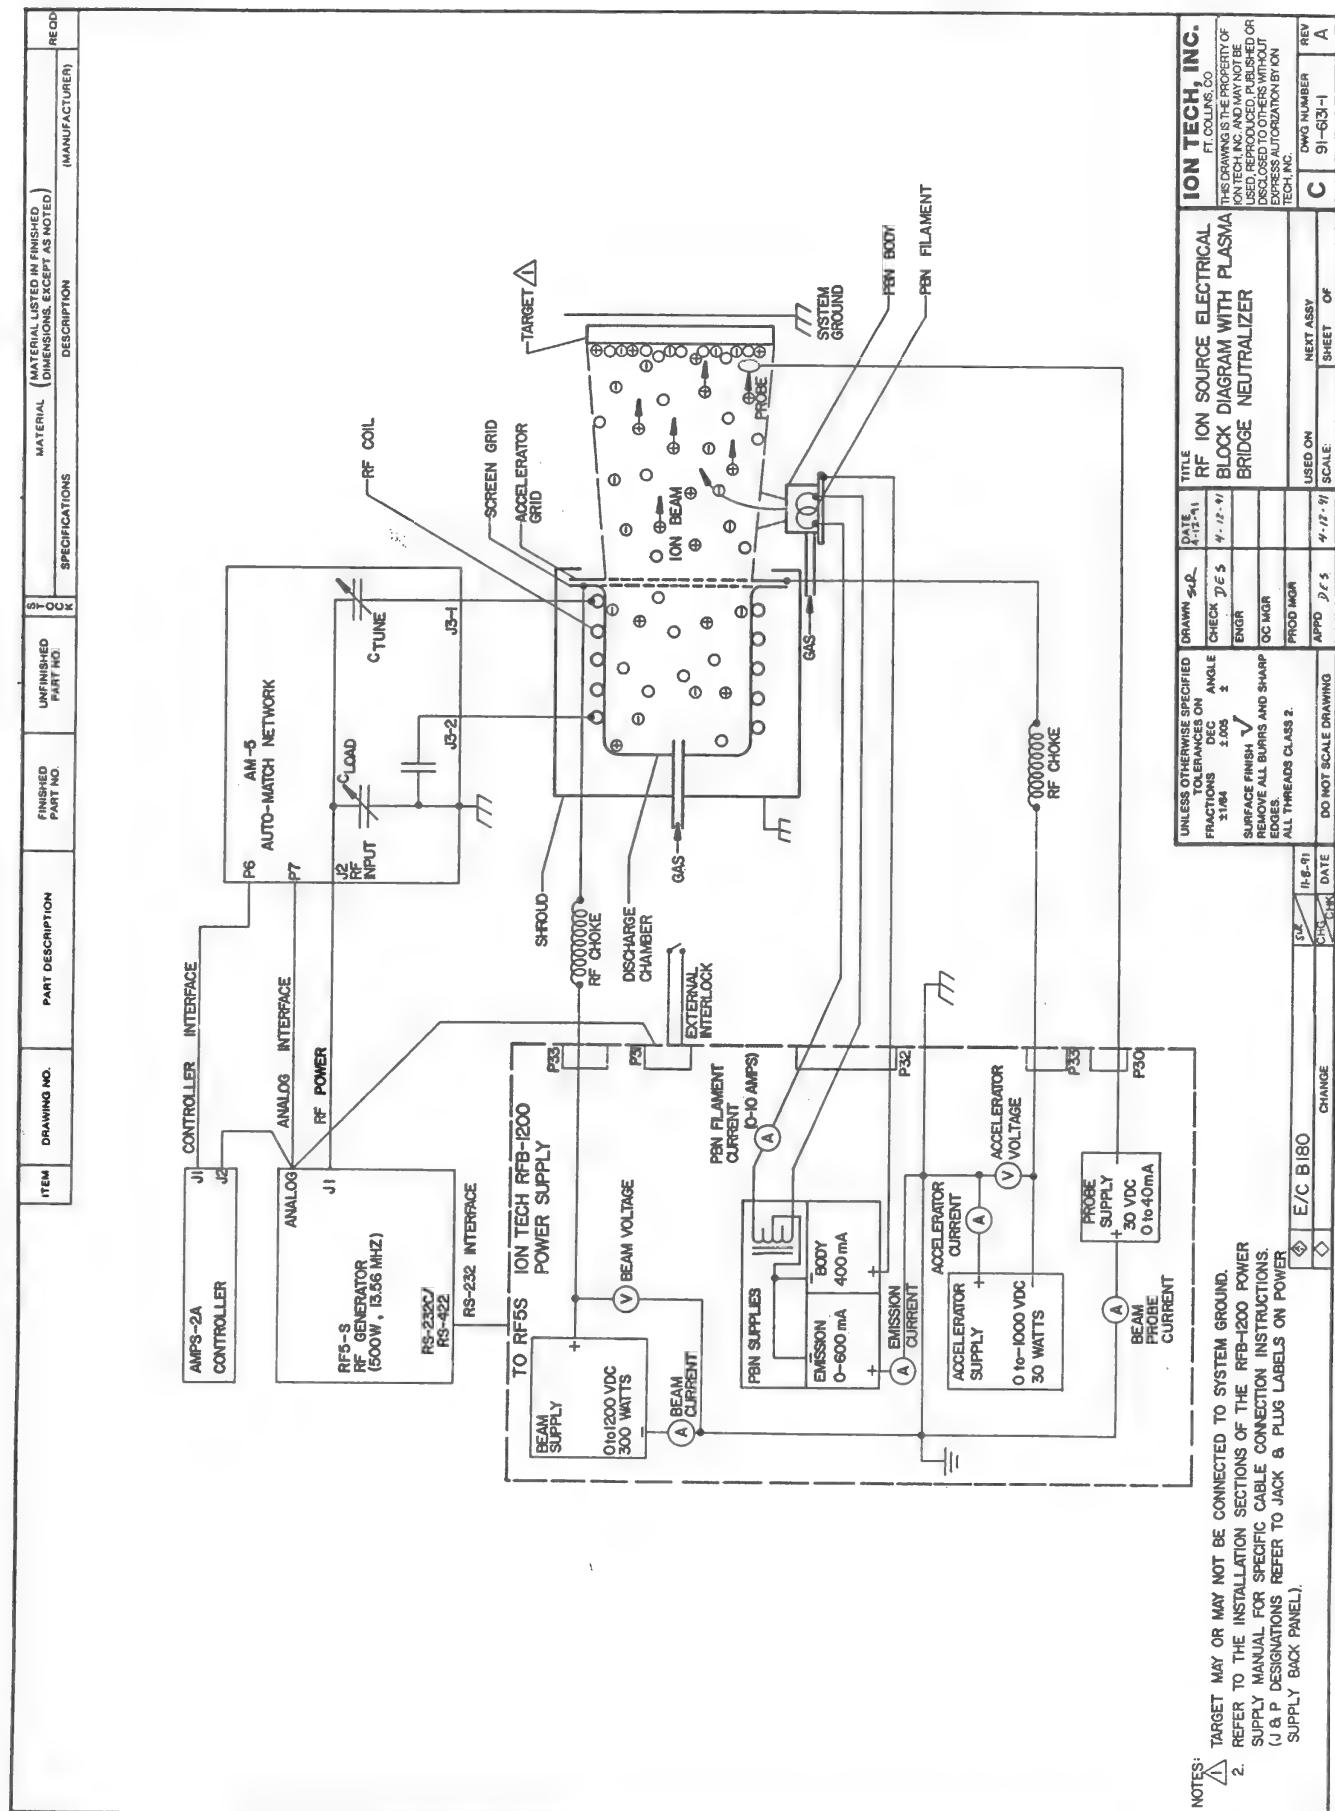 ITEM
DRAWING NO.
PART DESCRIPTION
FINISHED
PART NO.
UNFINISHED
PART NO.
STOCK
MATERIAL (MATERIAL LISTED IN FINISHED
DIMENSIONS, EXCEPT AS NOTED)
SPECIFICATIONS
DESCRIPTION
(MANUFACTURER)
REQD
AMPS-2A
CONTROLLER
J1
J2
CONTROLLER INTERFACE
ANALOG INTERFACE
RF POWER
ANALOG
J1
RF5-S
RF GENERATOR
(500W, 13.56 MHZ)
RS-232C/
RS-422
RS-232 INTERFACE
P6
P7
J2
RF
INPUT
AM-5
AUTO-MATCH NETWORK
CLOAD
CTUNE
J3-2
J3-1
RF COIL
SCREEN GRID
ACCELERATOR
GRID
TARGET 1
SYSTEM
GROUND
PBN BODY
PBN FILAMENT
ION BEAM
PROBE
GAS
GAS
SHROUD
DISCHARGE
CHAMBER
RF CHOKE
RF CHOKE
EXTERNAL
INTERLOCK
TO RF5S
ION TECH RFB-1200
POWER SUPPLY
P33
P31
P32
P33
P30
BEAM
SUPPLY
0to1200 VDC
300 WATTS
+
−
V
BEAM VOLTAGE
A
BEAM
CURRENT
PBN FILAMENT
CURRENT
(0-10 AMPS)
A
PBN SUPPLIES
EMISSION
0-600 mA
BODY
400 mA
−
−
+
+
A
EMISSION
CURRENT
ACCELERATOR
CURRENT
A
ACCELERATOR
VOLTAGE
V
ACCELERATOR
SUPPLY
0 to-1000 VDC
30 WATTS
+
−
PROBE
SUPPLY
30 VDC
0 to 40mA
+
−
A
BEAM
PROBE
CURRENT
NOTES:
1 TARGET MAY OR MAY NOT BE CONNECTED TO SYSTEM GROUND.
2. REFER TO THE INSTALLATION SECTIONS OF THE RFB-1200 POWER
SUPPLY MANUAL FOR SPECIFIC CABLE CONNECTION INSTRUCTIONS.
(J & P DESIGNATIONS REFER TO JACK & PLUG LABELS ON POWER
SUPPLY BACK PANEL).
A E/C B180
SCR
11-8-91
CHANGE
CHG
CHK
DATE
UNLESS OTHERWISE SPECIFIED
TOLERANCES ON
FRACTIONS DEC ANGLE
±1/64 ±.005 ±
SURFACE FINISH √
REMOVE ALL BURRS AND SHARP
EDGES.
ALL THREADS CLASS 2.
DO NOT SCALE DRAWING
DRAWN SCR
DATE
4-12-91
CHECK DES 4-12-91
ENGR
QC MGR
PROD MGR
APPD DES 4-12-91
TITLE
RF ION SOURCE ELECTRICAL
BLOCK DIAGRAM WITH PLASMA
BRIDGE NEUTRALIZER
USED ON
NEXT ASSY
SCALE:
SHEET OF
ION TECH, INC.
FT. COLLINS, CO
THIS DRAWING IS THE PROPERTY OF
ION TECH, INC. AND MAY NOT BE
USED, REPRODUCED, PUBLISHED OR
DISCLOSED TO OTHERS WITHOUT
EXPRESS AUTORIZATION BY ION
TECH, INC.
C
DWG NUMBER
91-6131-1
REV
A